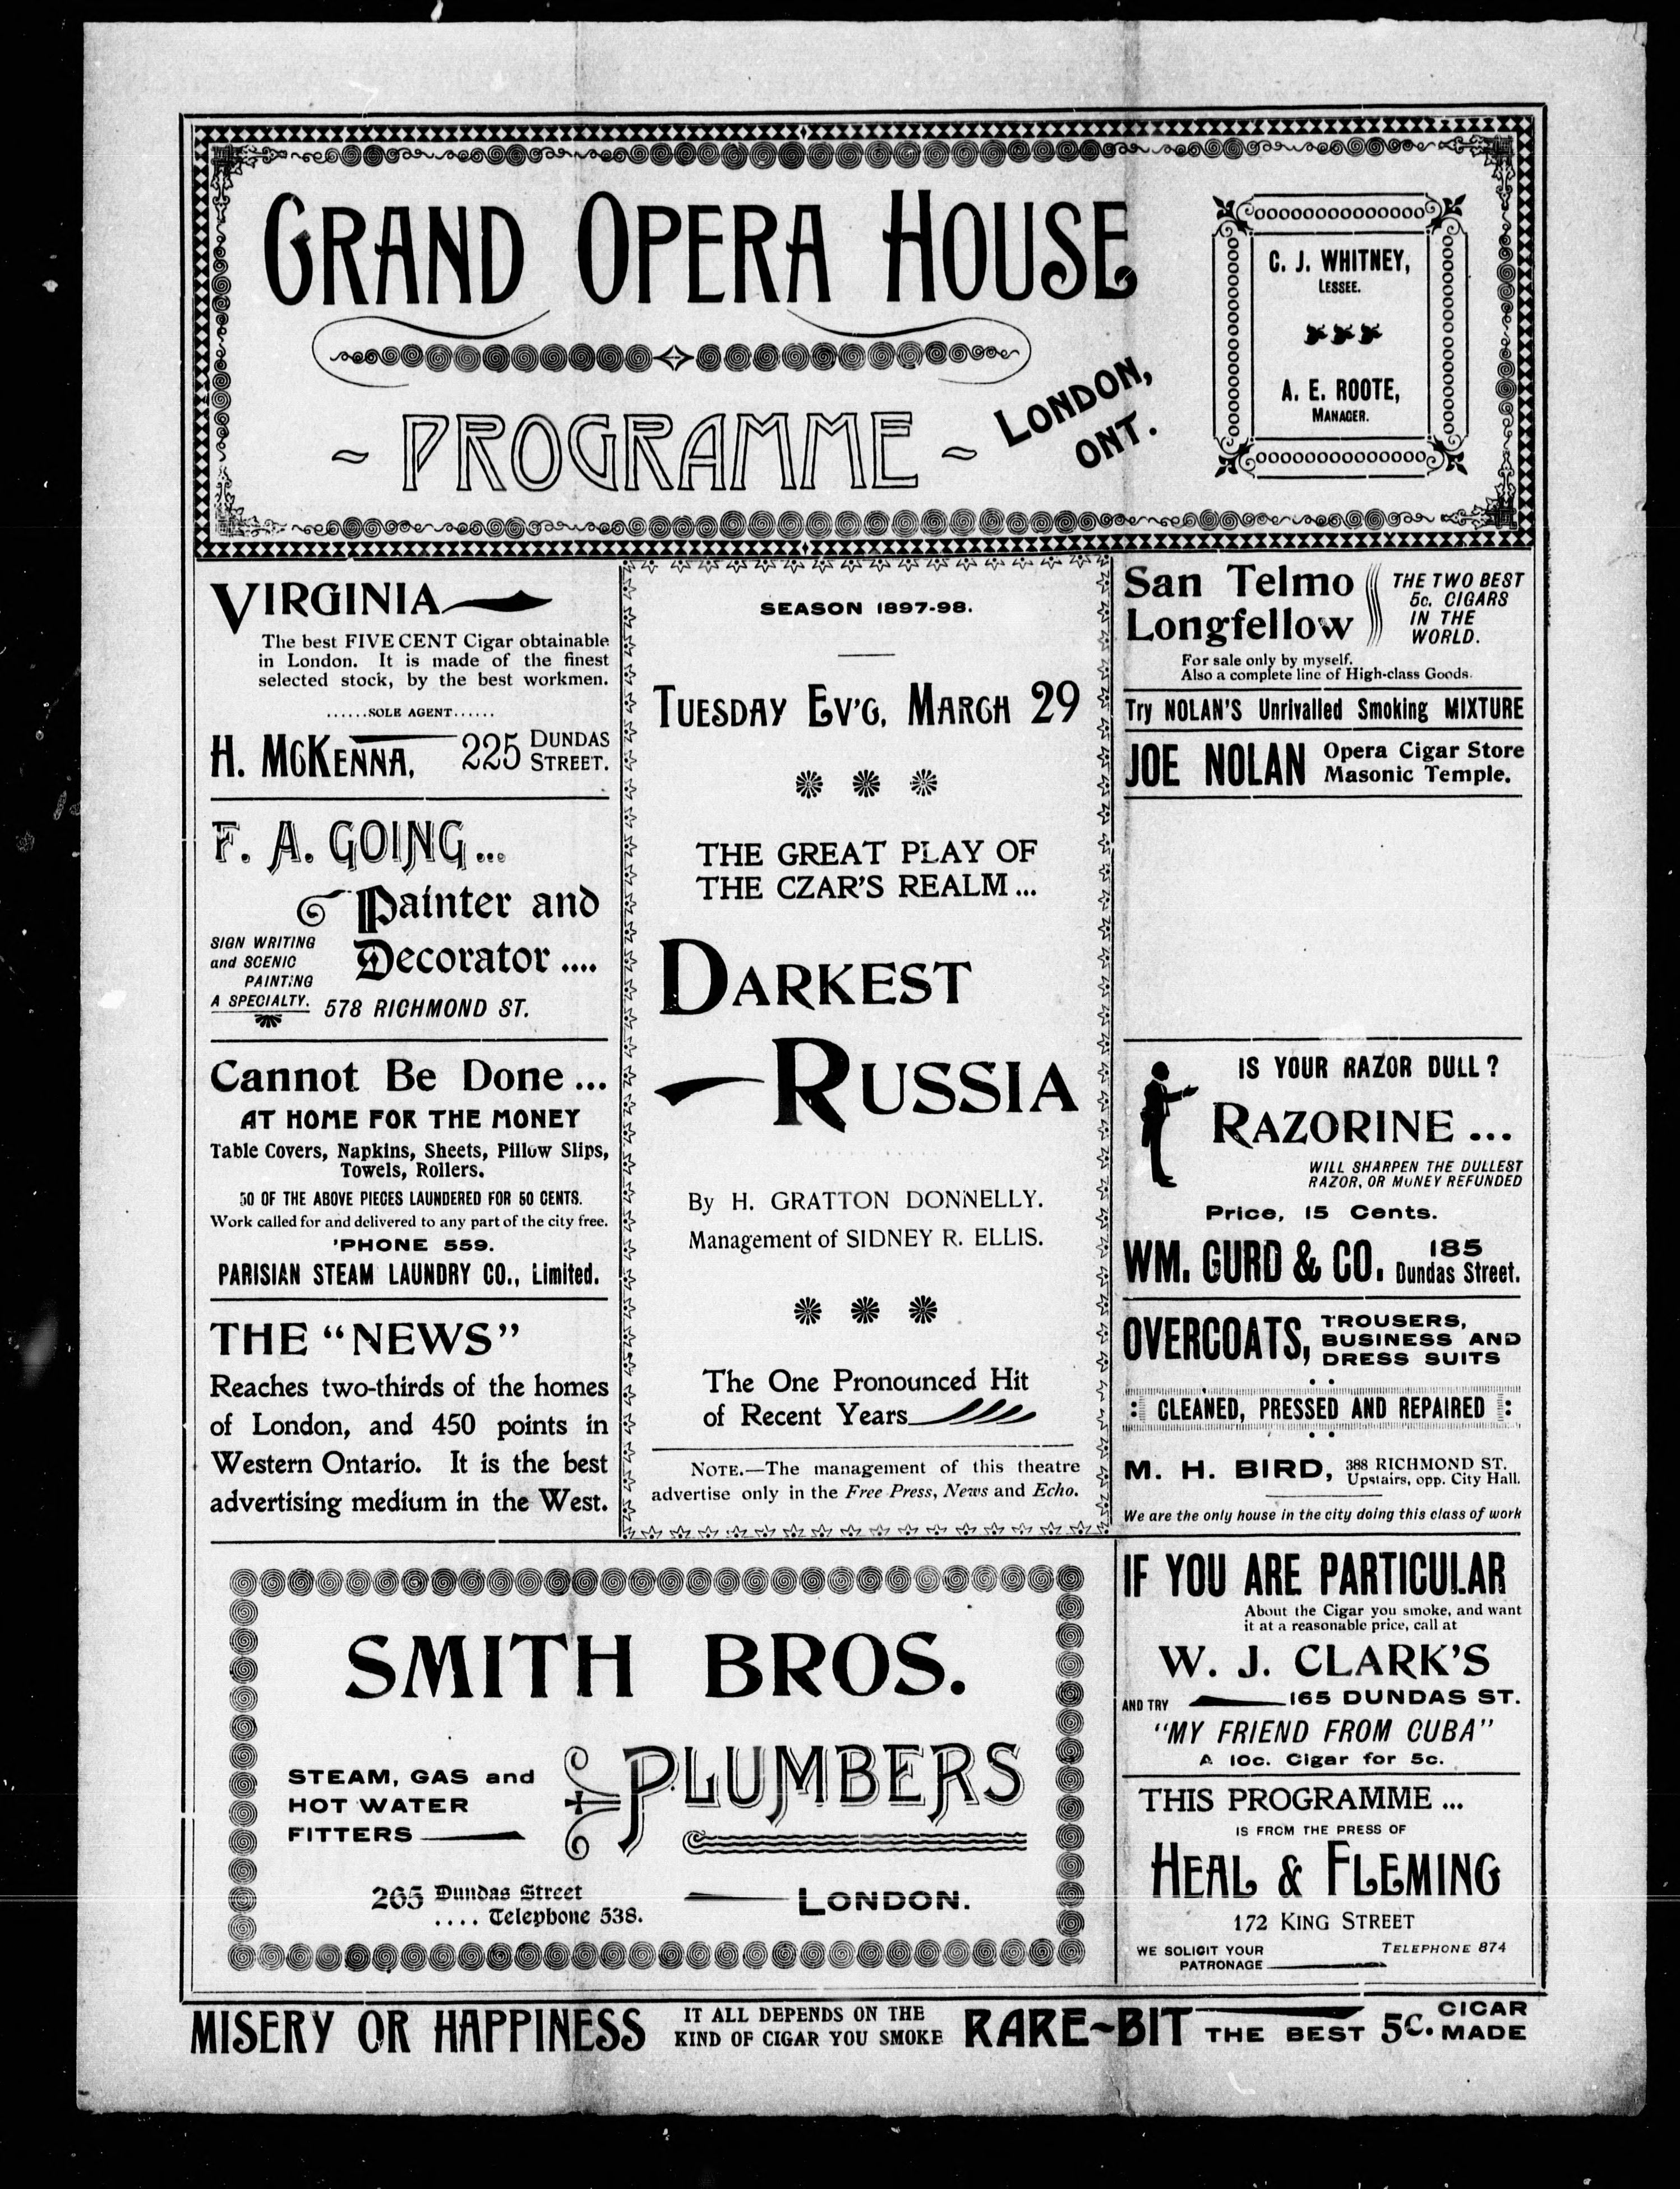 GRAND OPERA HOUSE
~ PROGRAMME ~
LONDON,
ONT.
C. J. WHITNEY,
LESSEE.
A. E. ROOTE,
MANAGER.
VIRGINIA
The best FIVE CENT Cigar obtainable
in London. It is made of the finest
selected stock, by the best workmen.
......SOLE AGENT......
H. McKENNA, 225 DUNDAS STREET.
F. A. GOING...
Painter and
Decorator ....
SIGN WRITING
and SCENIC
PAINTING
A SPECIALTY.
578 RICHMOND ST.
Cannot Be Done ...
AT HOME FOR THE MONEY
Table Covers, Napkins, Sheets, Pillow Slips,
Towels, Rollers.
50 OF THE ABOVE PIECES LAUNDERED FOR 50 CENTS.
Work called for and delivered to any part of the city free.
'PHONE 559.
PARISIAN STEAM LAUNDRY CO., Limited.
THE "NEWS"
Reaches two-thirds of the homes
of London, and 450 points in
Western Ontario. It is the best
advertising medium in the West.
SEASON 1897-98.
TUESDAY EV'G, MARCH 29
THE GREAT PLAY OF
THE CZAR'S REALM ...
DARKEST
RUSSIA
By H. GRATTON DONNELLY.
Management of SIDNEY R. ELLIS.
The One Pronounced Hit
of Recent Years
NOTE.—The management of this theatre
advertise only in the Free Press, News and Echo.
San Telmo
Longfellow
THE TWO BEST
5c. CIGARS
IN THE
WORLD.
For sale only by myself.
Also a complete line of High-class Goods.
Try NOLAN'S Unrivalled Smoking MIXTURE
JOE NOLAN
Opera Cigar Store
Masonic Temple.
IS YOUR RAZOR DULL?
RAZORINE ...
WILL SHARPEN THE DULLEST
RAZOR, OR MONEY REFUNDED
Price, 15 Cents.
WM. GURD & CO.
185
Dundas Street.
OVERCOATS,
TROUSERS,
BUSINESS AND
DRESS SUITS
: CLEANED, PRESSED AND REPAIRED :
M. H. BIRD,
388 RICHMOND ST.
Upstairs, opp. City Hall.
We are the only house in the city doing this class of work
SMITH BROS.
STEAM, GAS and
HOT WATER
FITTERS
PLUMBERS
265 Dundas Street
.... Telephone 538.
LONDON.
IF YOU ARE PARTICULAR
About the Cigar you smoke, and want
it at a reasonable price, call at
W. J. CLARK'S
AND TRY 165 DUNDAS ST.
"MY FRIEND FROM CUBA"
A 10c. Cigar for 5c.
THIS PROGRAMME ...
IS FROM THE PRESS OF
HEAL & FLEMING
172 KING STREET
WE SOLICIT YOUR
PATRONAGE
TELEPHONE 874
MISERY OR HAPPINESS
IT ALL DEPENDS ON THE
KIND OF CIGAR YOU SMOKE
RARE-BIT
THE BEST 5c. CIGAR MADE